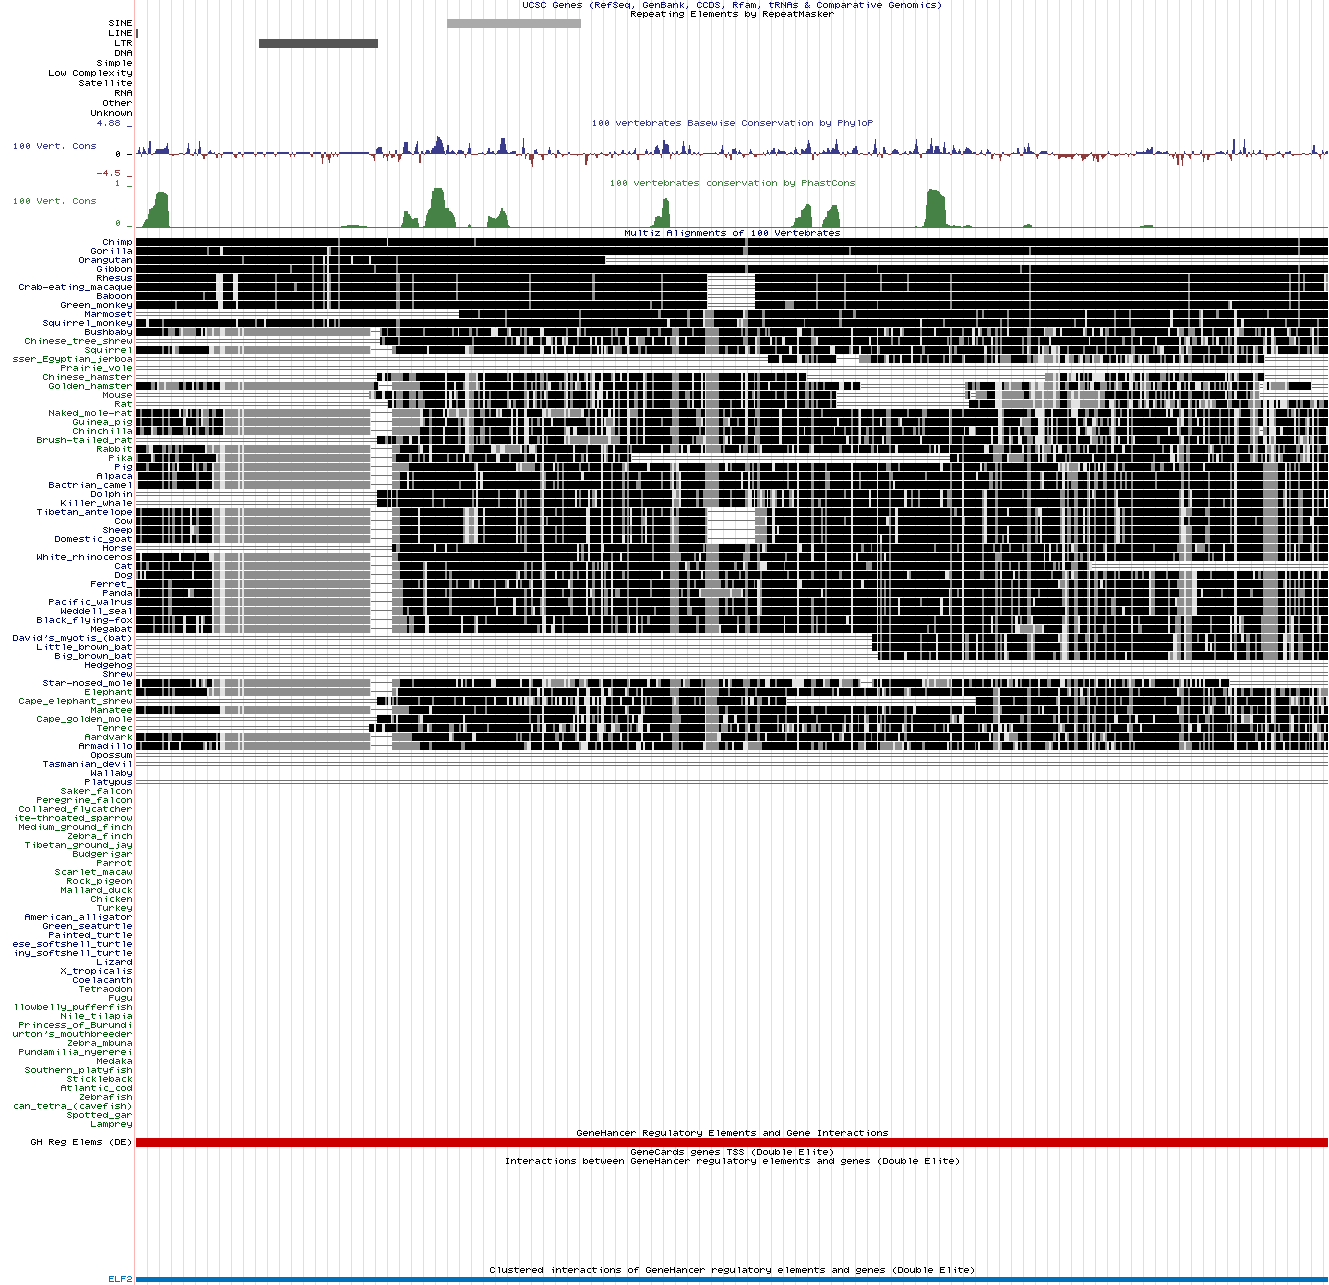 UCSC Genes (RefSeq, GenBank, CCDS, Rfam, tRNAs & Comparative Genomics)
Repeating Elements by RepeatMasker
SINE
LINE
LTR
DNA
Simple
Low Complexity
Satellite
RNA
Other
Unknown
4.88 _
100 vertebrates Basewise Conservation by PhyloP
100 Vert. Cons
0 _
-4.5 _
1 _
100 vertebrates conservation by PhastCons
100 Vert. Cons
0 _
Multiz Alignments of 100 Vertebrates
Chimp
Gorilla
Orangutan
Gibbon
Rhesus
Crab-eating_macaque
Baboon
Green_monkey
Marmoset
Squirrel_monkey
Bushbaby
Chinese_tree_shrew
Squirrel
sser_Egyptian_jerboa
Prairie_vole
Chinese_hamster
Golden_hamster
Mouse
Rat
Naked_mole-rat
Guinea_pig
Chinchilla
Brush-tailed_rat
Rabbit
Pika
Pig
Alpaca
Bactrian_camel
Dolphin
Killer_whale
Tibetan_antelope
Cow
Sheep
Domestic_goat
Horse
White_rhinoceros
Cat
Dog
Ferret_
Panda
Pacific_walrus
Weddell_seal
Black_flying-fox
Megabat
David's_myotis_(bat)
Little_brown_bat
Big_brown_bat
Hedgehog
Shrew
Star-nosed_mole
Elephant
Cape_elephant_shrew
Manatee
Cape_golden_mole
Tenrec
Aardvark
Armadillo
Opossum
Tasmanian_devil
Wallaby
Platypus
Saker_falcon
Peregrine_falcon
Collared_flycatcher
ite-throated_sparrow
Medium_ground_finch
Zebra_finch
Tibetan_ground_jay
Budgerigar
Parrot
Scarlet_macaw
Rock_pigeon
Mallard_duck
Chicken
Turkey
American_alligator
Green_seaturtle
Painted_turtle
ese_softshell_turtle
iny_softshell_turtle
Lizard
X_tropicalis
Coelacanth
Tetraodon
Fugu
llowbelly_pufferfish
Nile_tilapia
Princess_of_Burundi
urton's_mouthbreeder
Zebra_mbuna
Pundamilia_nyererei
Medaka
Southern_platyfish
Stickleback
Atlantic_cod
Zebrafish
can_tetra_(cavefish)
Spotted_gar
Lamprey
GeneHancer Regulatory Elements and Gene Interactions
GH Reg Elems (DE)
GeneCards genes TSS (Double Elite)
Interactions between GeneHancer regulatory elements and genes (Double Elite)
Clustered interactions of GeneHancer regulatory elements and genes (Double Elite)
ELF2